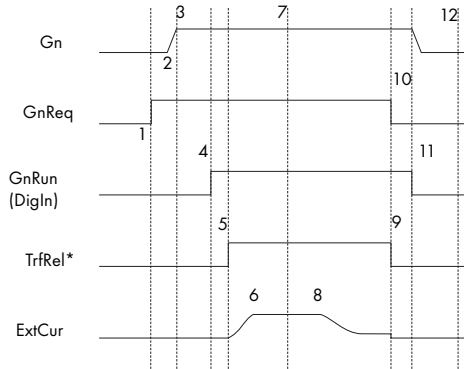 3 7 12
Gn
2
10
GnReq
1
4 11
GnRun
(DigIn)
5 9
TrfRel*
6 8
ExtCur